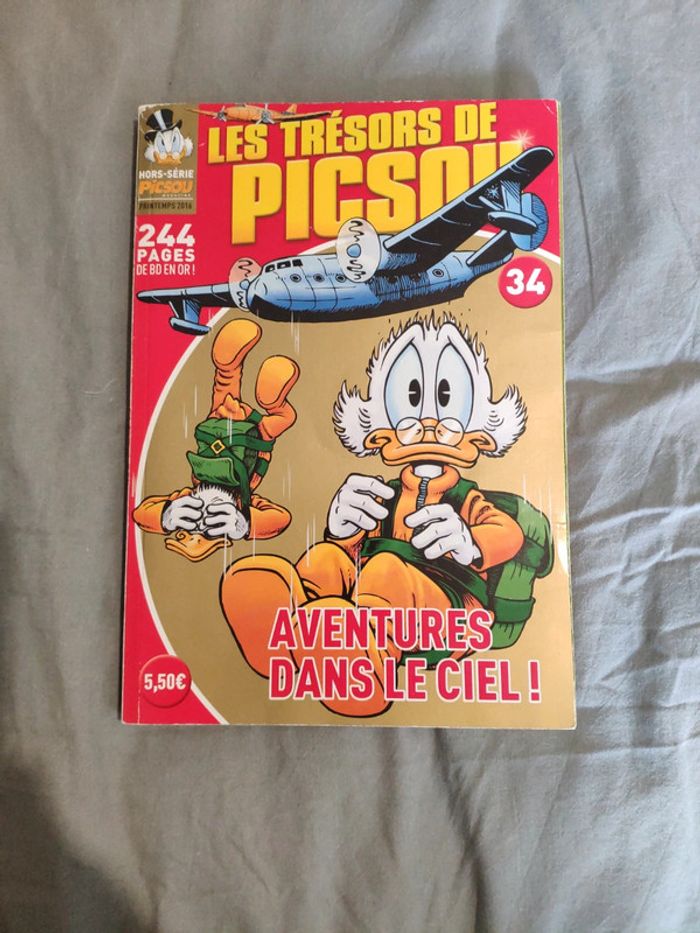 LES TRÉSORS DE
PICSOU
HORS-SÉRIE
PICSOU
MAGAZINE
PRINTEMPS 2016
244
PAGES
DE BD EN OR !
34
AVENTURES
DANS LE CIEL !
5,50€